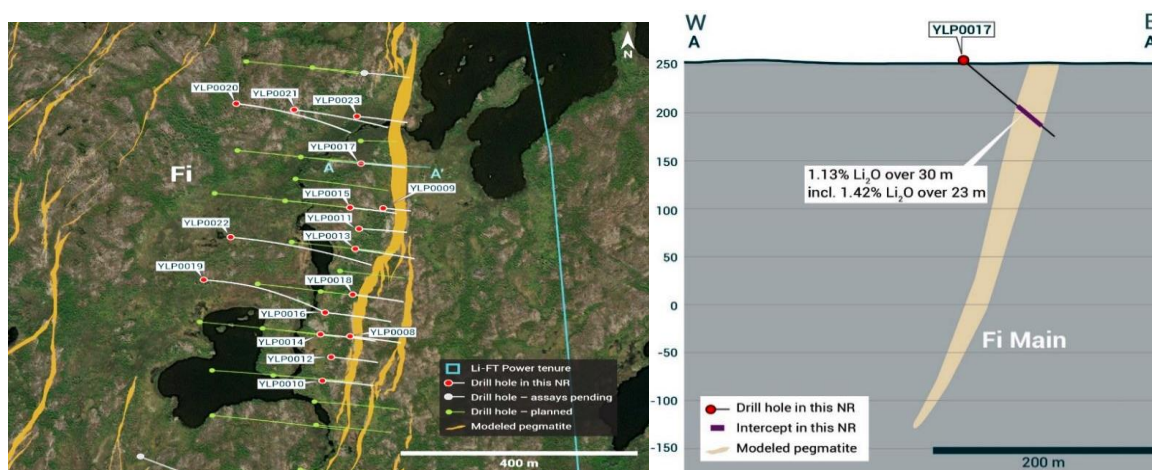 N
YLP0020
YLP0021
YLP0023
YLP0017
Fi
A
A'
YLP0009
YLP0015
YLP0011
YLP0022
YLP0013
YLP0019
YLP0018
YLP0016
YLP0008
YLP0014
YLP0012
YLP0010
Li-FT Power tenure
Drill hole in this NR
Drill hole – assays pending
Drill hole – planned
Modeled pegmatite
400 m
W
A
YLP0017
E
A'
250
200
150
100
50
0
-50
-100
-150
1.13% Li₂O over 30 m
incl. 1.42% Li₂O over 23 m
Fi Main
Drill hole in this NR
Intercept in this NR
Modeled pegmatite
200 m